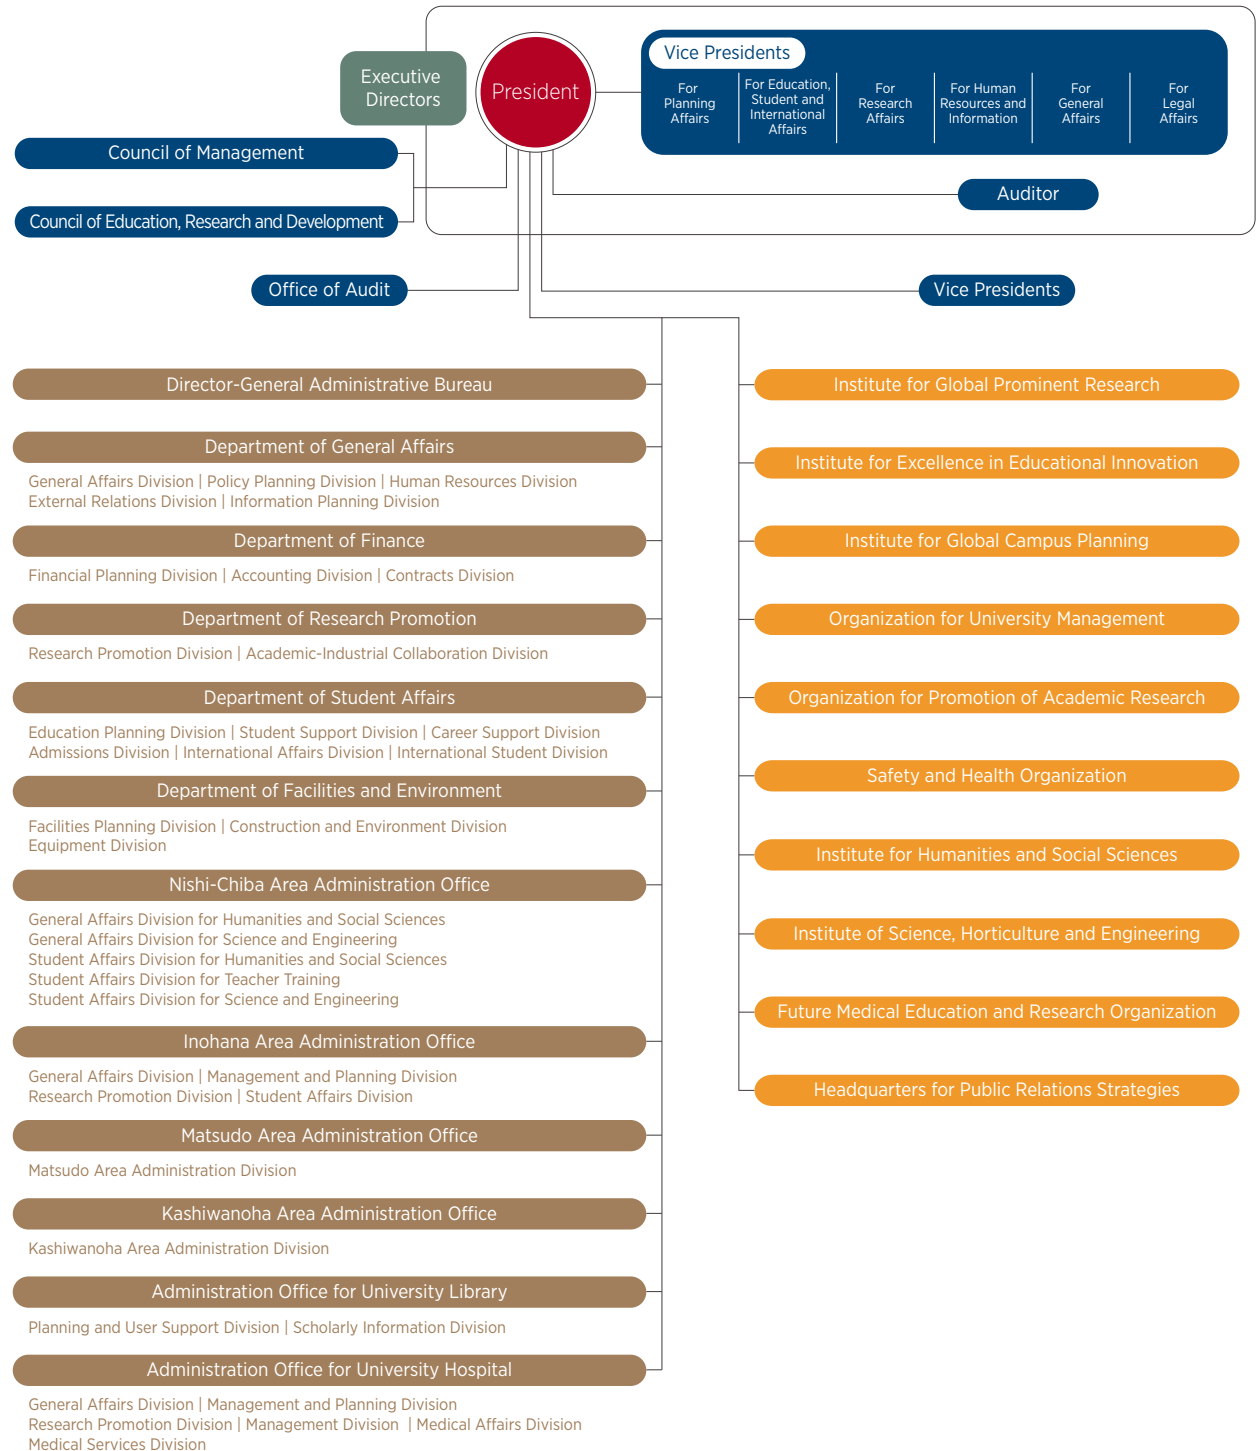 Executive
Directors
President
Vice Presidents
For
Planning
Affairs
For Education,
Student and
International
Affairs
For
Research
Affairs
For Human
Resources and
Information
For
General
Affairs
For
Legal
Affairs
Council of Management
Auditor
Council of Education, Research and Development
Office of Audit
Vice Presidents
Director-General Administrative Bureau
Department of General Affairs
General Affairs Division | Policy Planning Division | Human Resources Division
External Relations Division | Information Planning Division
Department of Finance
Financial Planning Division | Accounting Division | Contracts Division
Department of Research Promotion
Research Promotion Division | Academic-Industrial Collaboration Division
Department of Student Affairs
Education Planning Division | Student Support Division | Career Support Division
Admissions Division | International Affairs Division | International Student Division
Department of Facilities and Environment
Facilities Planning Division | Construction and Environment Division
Equipment Division
Nishi-Chiba Area Administration Office
General Affairs Division for Humanities and Social Sciences
General Affairs Division for Science and Engineering
Student Affairs Division for Humanities and Social Sciences
Student Affairs Division for Teacher Training
Student Affairs Division for Science and Engineering
Inohana Area Administration Office
General Affairs Division | Management and Planning Division
Research Promotion Division | Student Affairs Division
Matsudo Area Administration Office
Matsudo Area Administration Division
Kashiwanoha Area Administration Office
Kashiwanoha Area Administration Division
Administration Office for University Library
Planning and User Support Division | Scholarly Information Division
Administration Office for University Hospital
General Affairs Division | Management and Planning Division
Research Promotion Division | Management Division | Medical Affairs Division
Medical Services Division
Institute for Global Prominent Research
Institute for Excellence in Educational Innovation
Institute for Global Campus Planning
Organization for University Management
Organization for Promotion of Academic Research
Safety and Health Organization
Institute for Humanities and Social Sciences
Institute of Science, Horticulture and Engineering
Future Medical Education and Research Organization
Headquarters for Public Relations Strategies